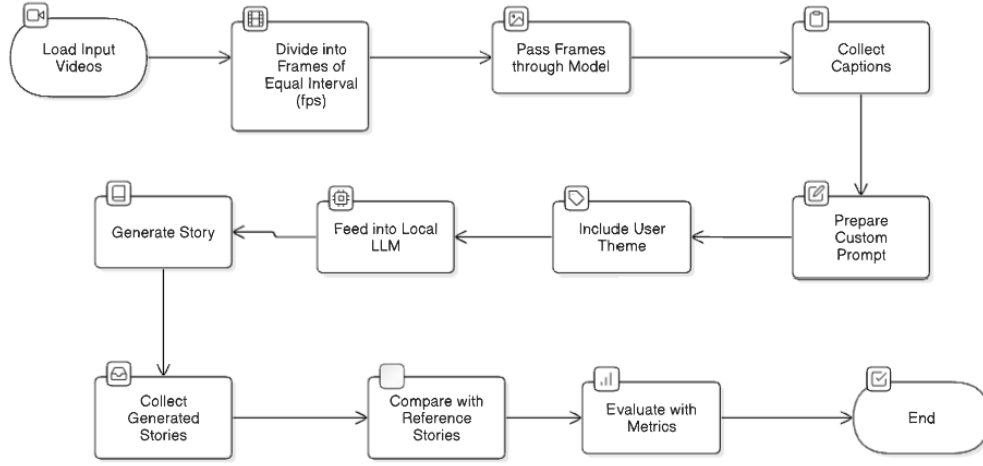 Load Input
Videos
Divide into
Frames of
Equal Interval
(fps)
Pass Frames
through Model
Collect
Captions
Prepare
Custom
Prompt
Include User
Theme
Feed into Local
LLM
Generate Story
Collect
Generated
Stories
Compare with
Reference
Stories
Evaluate with
Metrics
End